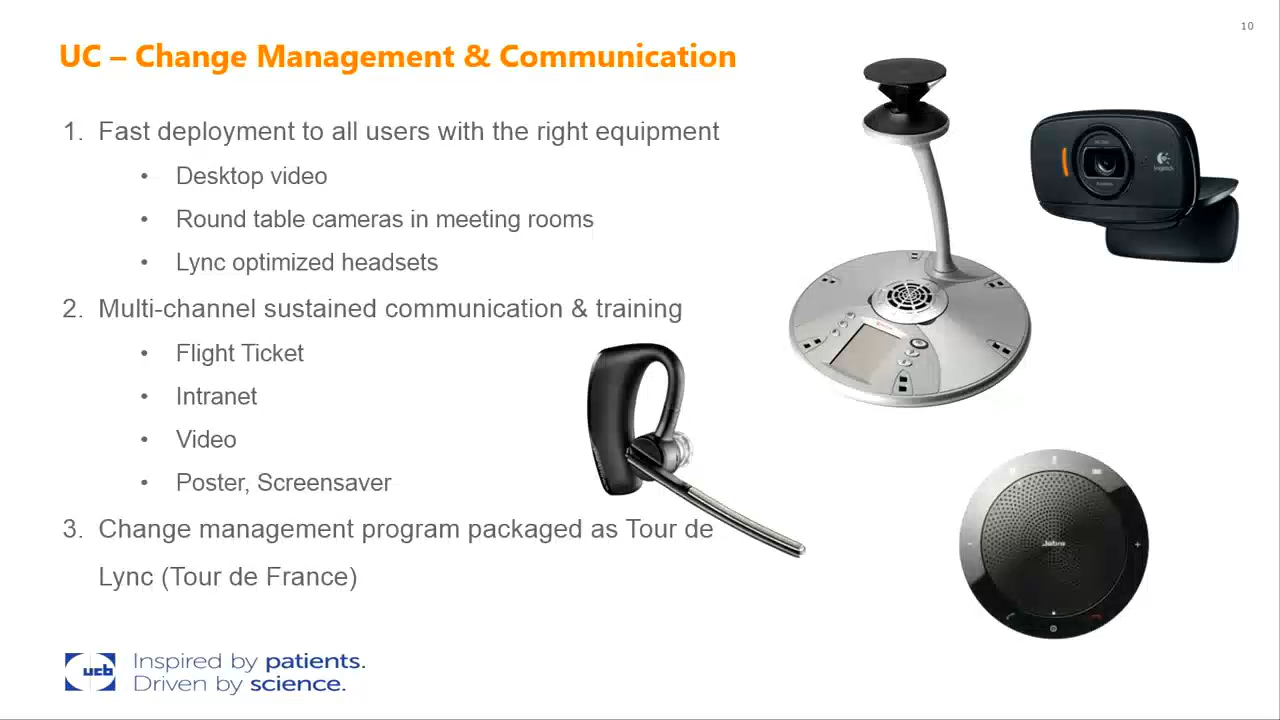 10
UC – Change Management & Communication
1. Fast deployment to all users with the right equipment
• Desktop video
• Round table cameras in meeting rooms
• Lync optimized headsets
2. Multi-channel sustained communication & training
• Flight Ticket
• Intranet
• Video
• Poster, Screensaver
3. Change management program packaged as Tour de
Lync (Tour de France)
logitech
Jabra
ucb
Inspired by patients.
Driven by science.